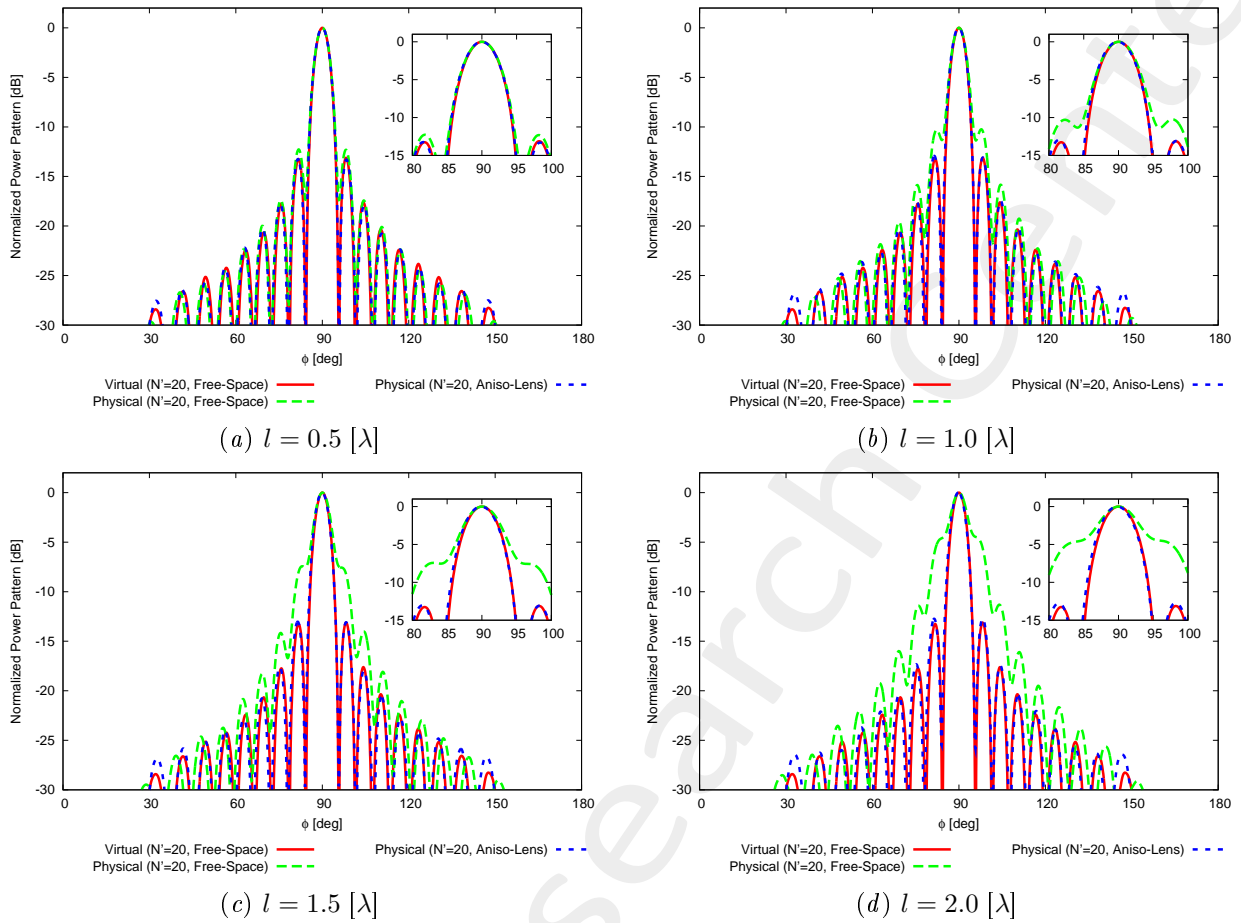 Normalized Power Pattern [dB]
0
-5
-10
-15
-20
-25
-30
0 30 60 90 120 150 180
ϕ [deg]
0
-5
-10
-15
80 85 90 95 100
Virtual (N'=20, Free-Space)
Physical (N'=20, Free-Space)
Physical (N'=20, Aniso-Lens)
(a) l = 0.5 [λ]
Normalized Power Pattern [dB]
0
-5
-10
-15
-20
-25
-30
0 30 60 90 120 150 180
ϕ [deg]
0
-5
-10
-15
80 85 90 95 100
Virtual (N'=20, Free-Space)
Physical (N'=20, Free-Space)
Physical (N'=20, Aniso-Lens)
(b) l = 1.0 [λ]
Normalized Power Pattern [dB]
0
-5
-10
-15
-20
-25
-30
0 30 60 90 120 150 180
ϕ [deg]
0
-5
-10
-15
80 85 90 95 100
Virtual (N'=20, Free-Space)
Physical (N'=20, Free-Space)
Physical (N'=20, Aniso-Lens)
(c) l = 1.5 [λ]
Normalized Power Pattern [dB]
0
-5
-10
-15
-20
-25
-30
0 30 60 90 120 150 180
ϕ [deg]
0
-5
-10
-15
80 85 90 95 100
Virtual (N'=20, Free-Space)
Physical (N'=20, Free-Space)
Physical (N'=20, Aniso-Lens)
(d) l = 2.0 [λ]